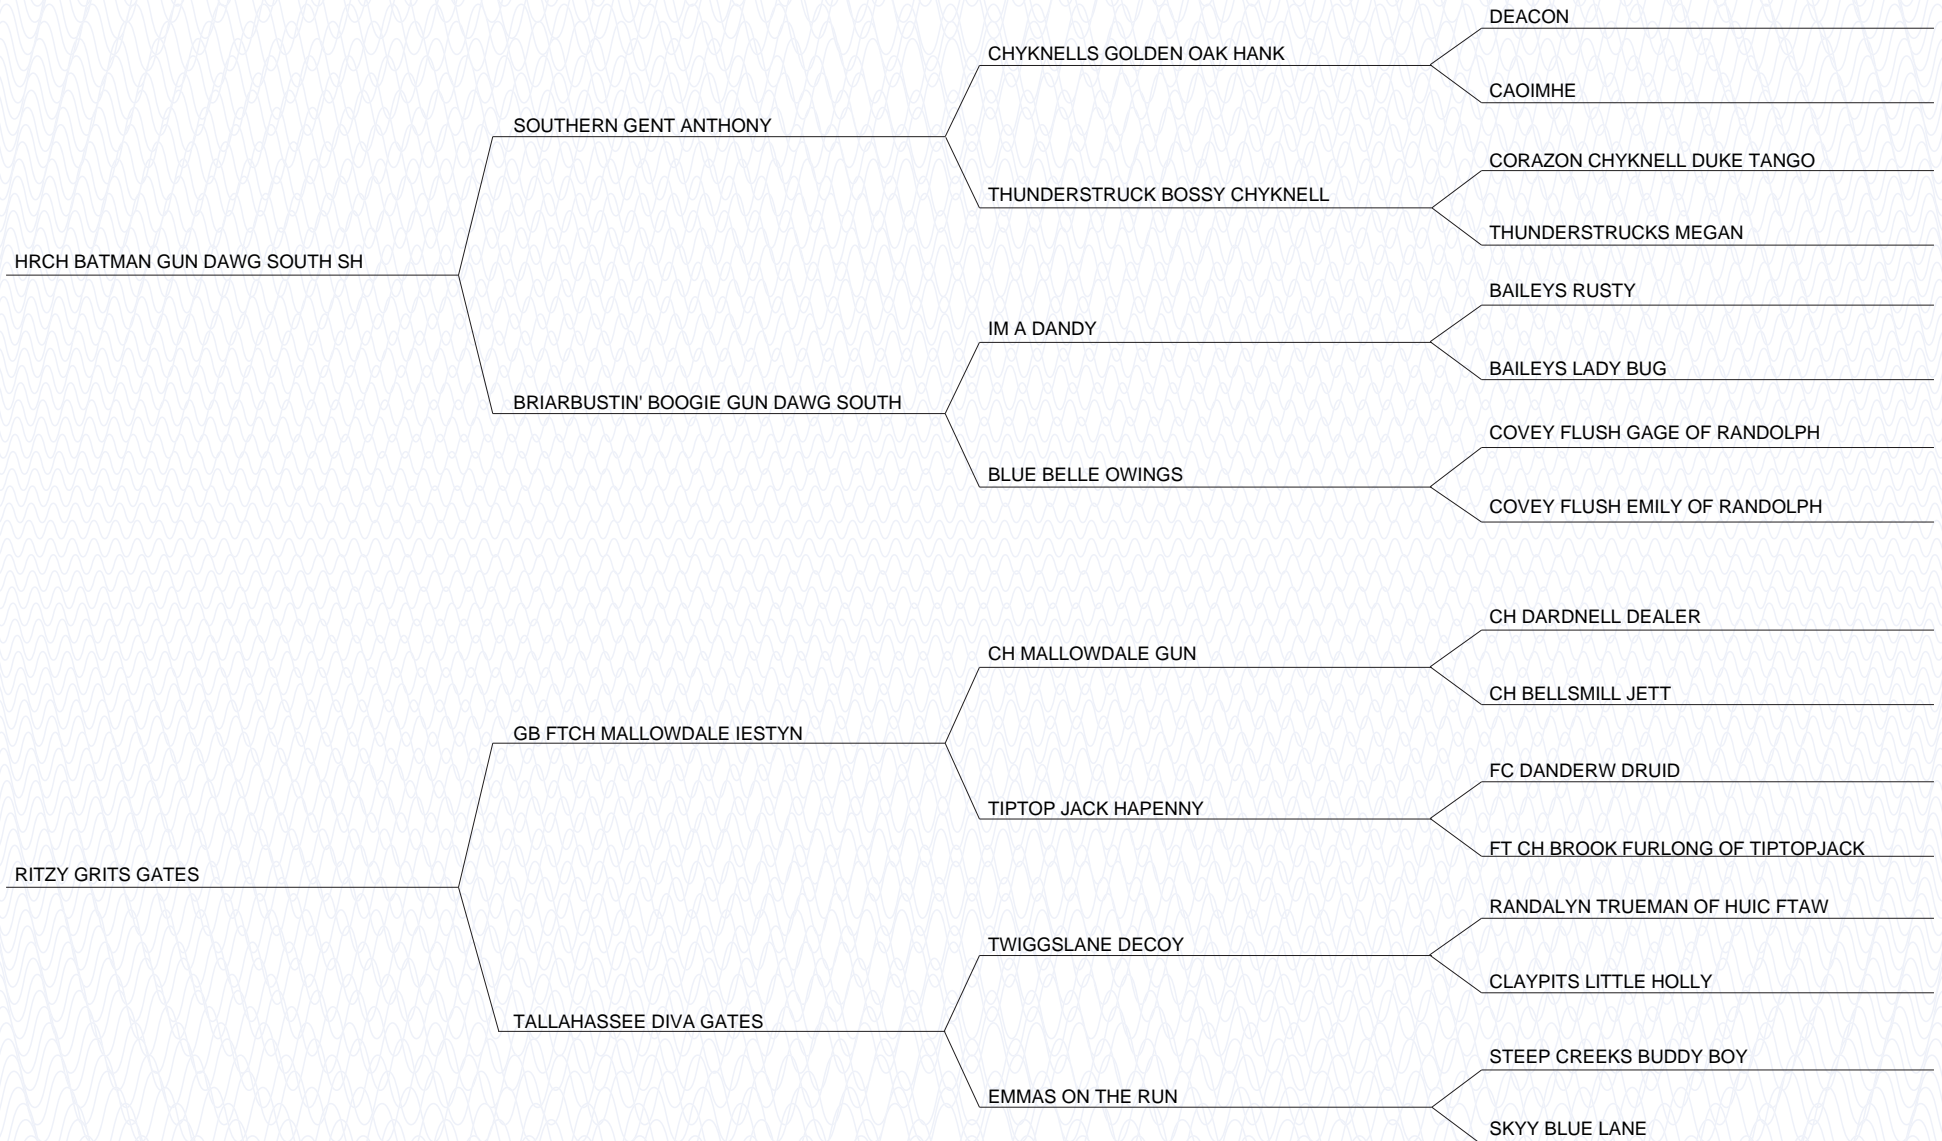 DEACON
CHYKNELLS GOLDEN OAK HANK
CAOIMHE
SOUTHERN GENT ANTHONY
CORAZON CHYKNELL DUKE TANGO
THUNDERSTRUCK BOSSY CHYKNELL
THUNDERSTRUCKS MEGAN
HRCH BATMAN GUN DAWG SOUTH SH
BAILEYS RUSTY
IM A DANDY
BAILEYS LADY BUG
BRIARBUSTIN' BOOGIE GUN DAWG SOUTH
COVEY FLUSH GAGE OF RANDOLPH
BLUE BELLE OWINGS
COVEY FLUSH EMILY OF RANDOLPH
CH DARDNELL DEALER
CH MALLOWDALE GUN
CH BELLSMILL JETT
GB FTCH MALLOWDALE IESTYN
FC DANDERW DRUID
TIPTOP JACK HAPENNY
FT CH BROOK FURLONG OF TIPTOPJACK
RITZY GRITS GATES
RANDALYN TRUEMAN OF HUIC FTAW
TWIGGSLANE DECOY
CLAYPITS LITTLE HOLLY
TALLAHASSEE DIVA GATES
STEEP CREEKS BUDDY BOY
EMMAS ON THE RUN
SKYY BLUE LANE